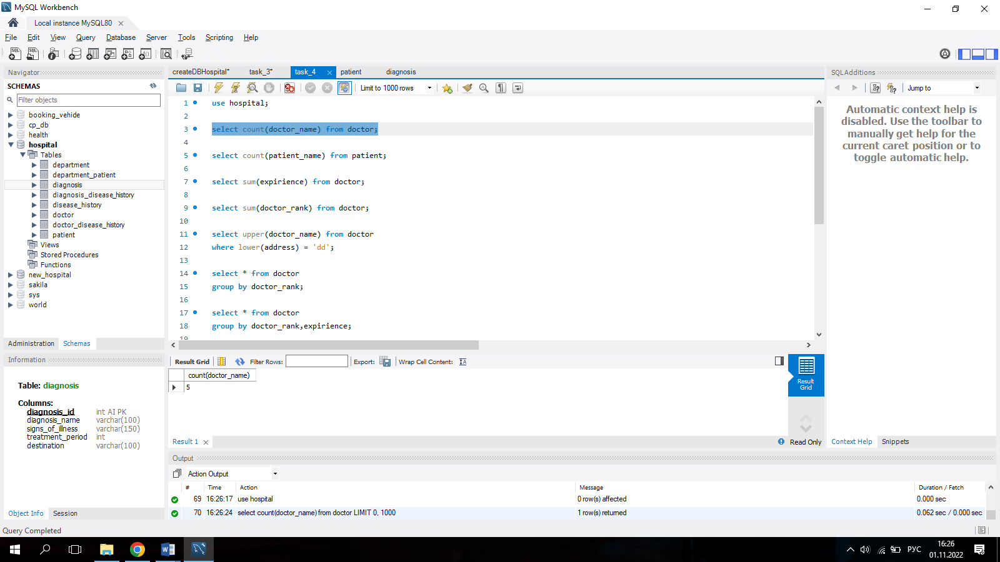 MySQL Workbench
Local instance MySQL80
File Edit View Query Database Server Tools Scripting Help
Navigator
SCHEMAS
Filter objects
booking_vehide
cp_db
health
hospital
Tables
department
department_patient
diagnosis
diagnosis_disease_history
disease_history
doctor
doctor_disease_history
patient
Views
Stored Procedures
Functions
new_hospital
sakila
sys
world
Administration Schemas
Information
Table: diagnosis
Columns:
diagnosis_id int AI PK
diagnosis_name varchar(100)
signs_of_illness varchar(150)
treatment_period int
destination varchar(100)
Object Info Session
createDBHospital* task_3* task_4 patient diagnosis
Limit to 1000 rows
1 use hospital;
2
3 select count(doctor_name) from doctor;
4
5 select count(patient_name) from patient;
6
7 select sum(expirience) from doctor;
8
9 select sum(doctor_rank) from doctor;
10
11 select upper(doctor_name) from doctor
12 where lower(address) = 'dd';
13
14 select * from doctor
15 group by doctor_rank;
16
17 select * from doctor
18 group by doctor_rank,expirience;
19
Result Grid Filter Rows: Export: Wrap Cell Content:
count(doctor_name)
5
Result Grid
Result 1
Read Only
SQLAdditions
Jump to
Automatic context help is
disabled. Use the toolbar to
manually get help for the
current caret position or to
toggle automatic help.
Context Help Snippets
Output
Action Output
# Time Action Message Duration / Fetch
69 16:26:17 use hospital 0 row(s) affected 0.000 sec
70 16:26:24 select count(doctor_name) from doctor LIMIT 0, 1000 1 row(s) returned 0.062 sec / 0.000 sec
Query Completed
РУС
16:26
01.11.2022